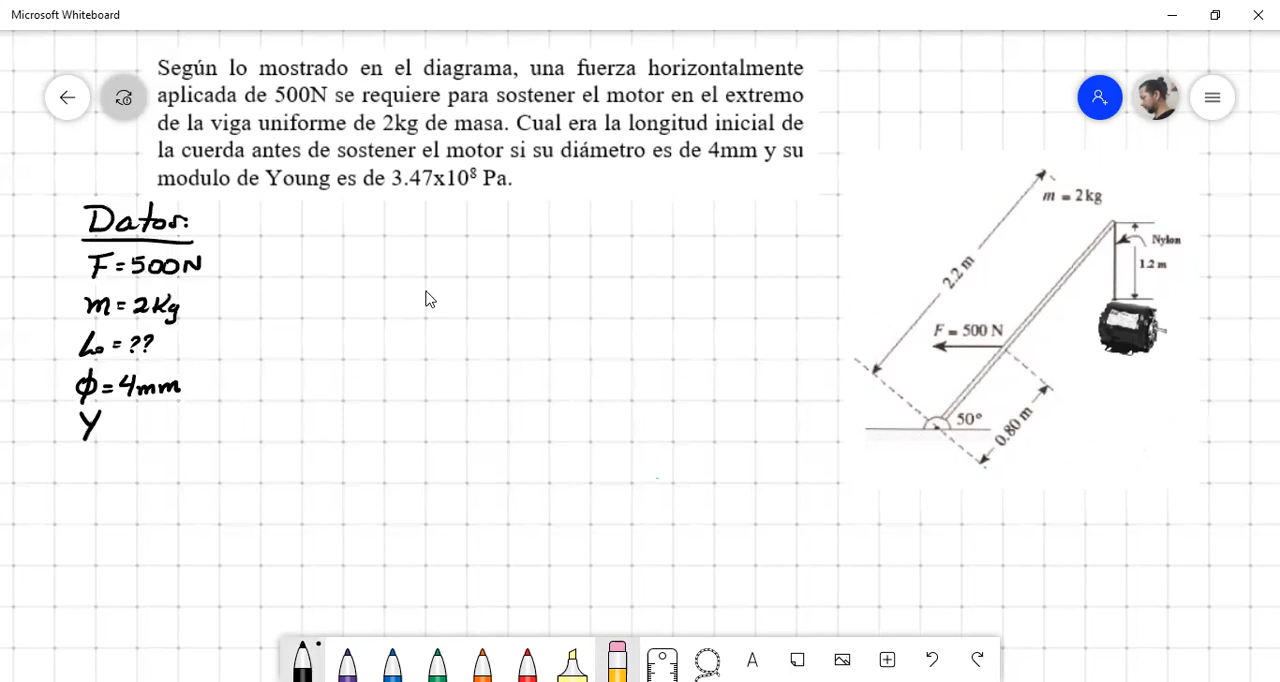 Microsoft Whiteboard
Según lo mostrado en el diagrama, una fuerza horizontalmente
aplicada de 500N se requiere para sostener el motor en el extremo
de la viga uniforme de 2kg de masa. Cual era la longitud inicial de
la cuerda antes de sostener el motor si su diámetro es de 4mm y su
modulo de Young es de 3.47x10⁸ Pa.
Datos:
F = 500N
m = 2Kg
Lo = ??
ϕ = 4mm
Y
m = 2kg
Nylon
1.2 m
2.2 m
F = 500 N
50°
0.80 m
A